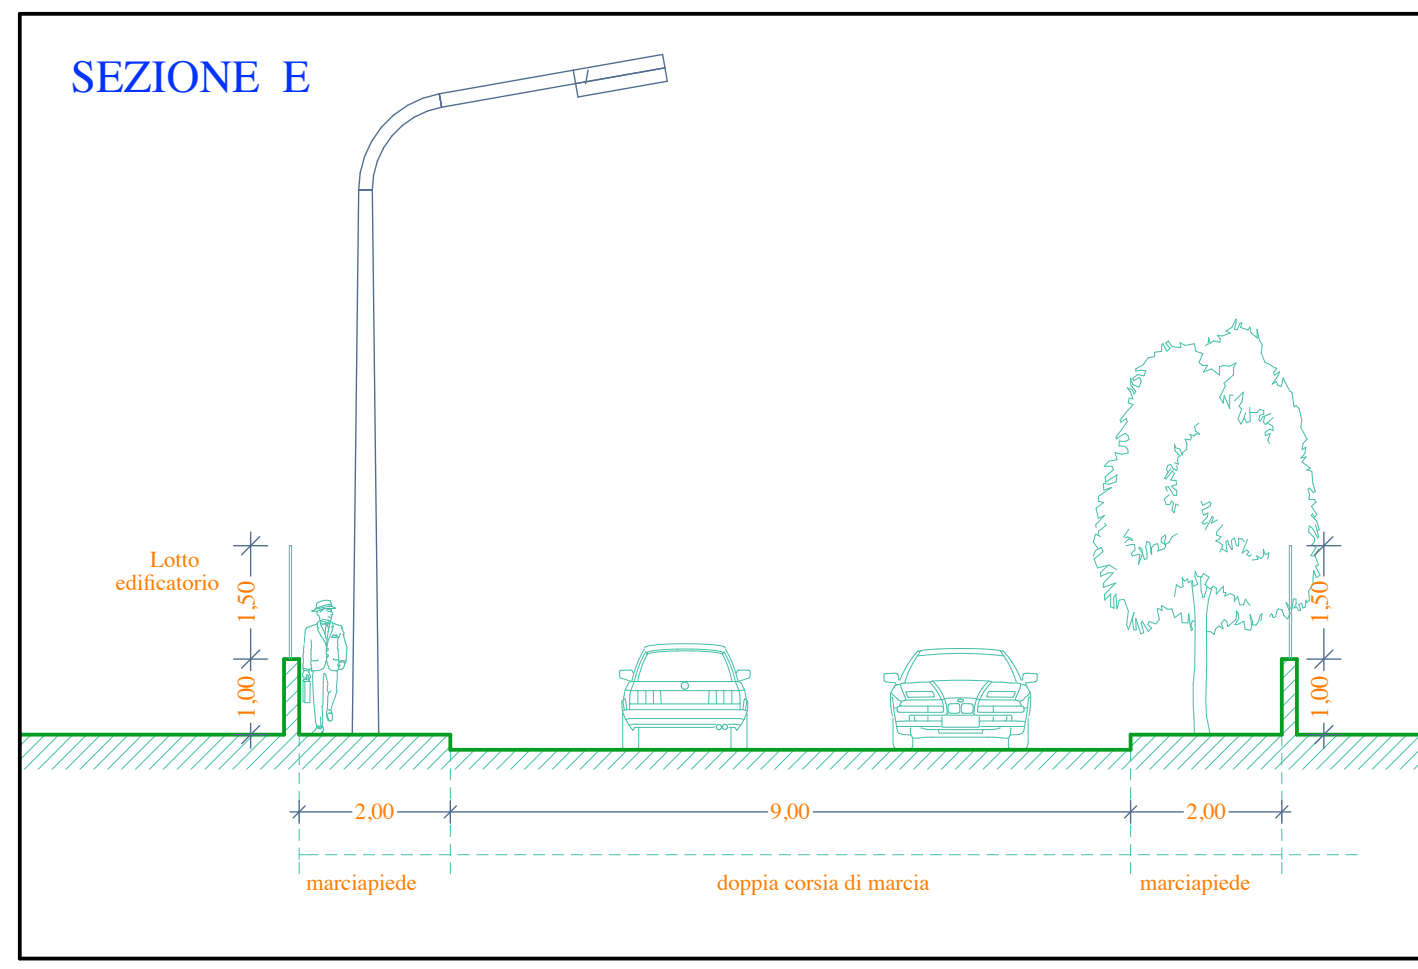 SEZIONE E
Lotto
edificatorio
1,50
1,00
1,50
1,00
2,00
9,00
2,00
marciapiede
doppia corsia di marcia
marciapiede